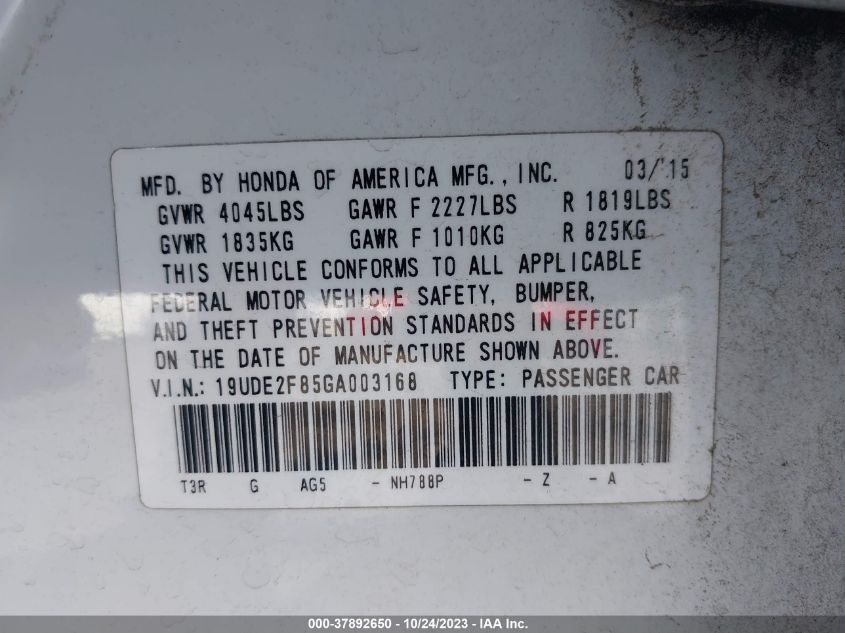 MFD. BY HONDA OF AMERICA MFG., INC. 03/'15
GVWR 4045LBS GAWR F 2227LBS R 1819LBS
GVWR 1835KG GAWR F 1010KG R 825KG
THIS VEHICLE CONFORMS TO ALL APPLICABLE
FEDERAL MOTOR VEHICLE SAFETY, BUMPER,
AND THEFT PREVENTION STANDARDS IN EFFECT
ON THE DATE OF MANUFACTURE SHOWN ABOVE.
V.I.N.: 19UDE2F85GA003168 TYPE: PASSENGER CAR
T3R G AG5 - NH788P - Z - A
000-37892650 - 10/24/2023 - IAA Inc.